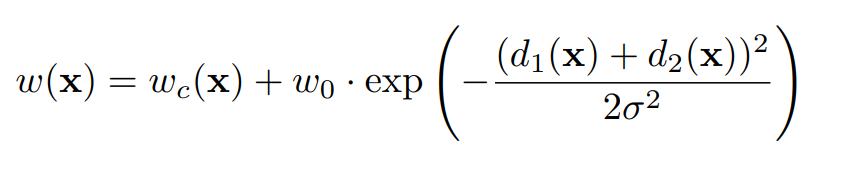 w(x) = w_c(x) + w_0 · exp(−(d_1(x) + d_2(x))^2 / 2σ^2)